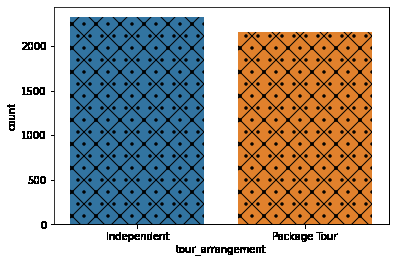 2000
1500
1000
500
0
count
Independent
Package Tour
tour_arrangement